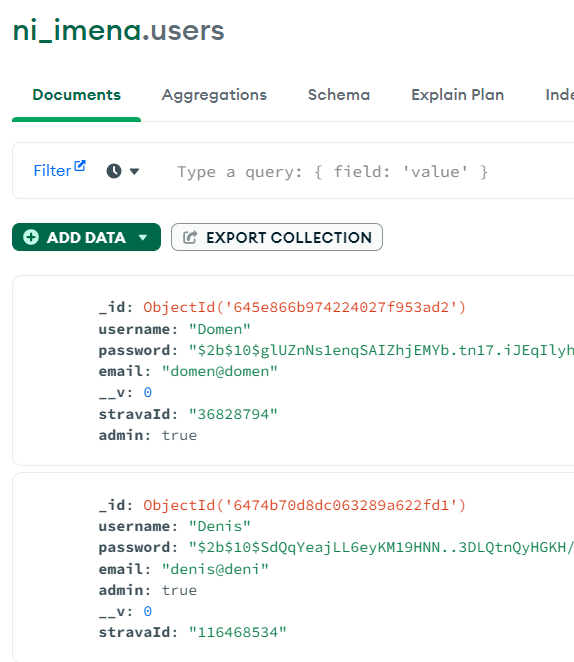 ni_imena.users
Documents Aggregations Schema Explain Plan Inde
Filter Type a query: { field: 'value' }
ADD DATA EXPORT COLLECTION
_id: ObjectId('645e866b974224027f953ad2')
username: "Domen"
password: "$2b$10$glUZnNs1enqSAIZhjEMYb.tn17.iJEqIlyh
email: "domen@domen"
__v: 0
stravaId: "36828794"
admin: true
_id: ObjectId('6474b70d8dc063289a622fd1')
username: "Denis"
password: "$2b$10$SdQqYeajLL6eyKM19HNN..3DLQtnQyHGKH/
email: "denis@deni"
admin: true
__v: 0
stravaId: "116468534"